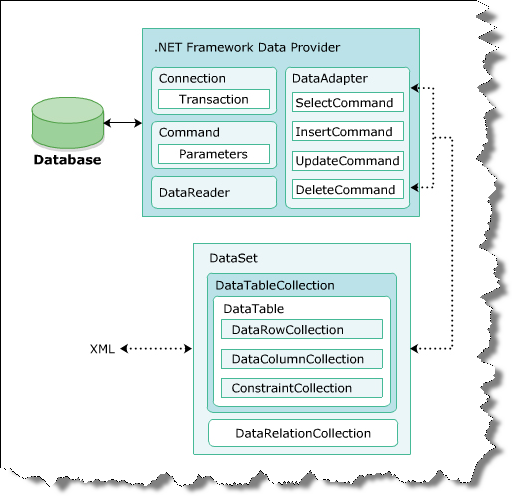 .NET Framework Data Provider
Connection
Transaction
Command
Parameters
DataReader
DataAdapter
SelectCommand
InsertCommand
UpdateCommand
DeleteCommand
Database
DataSet
DataTableCollection
DataTable
DataRowCollection
DataColumnCollection
ConstraintCollection
DataRelationCollection
XML